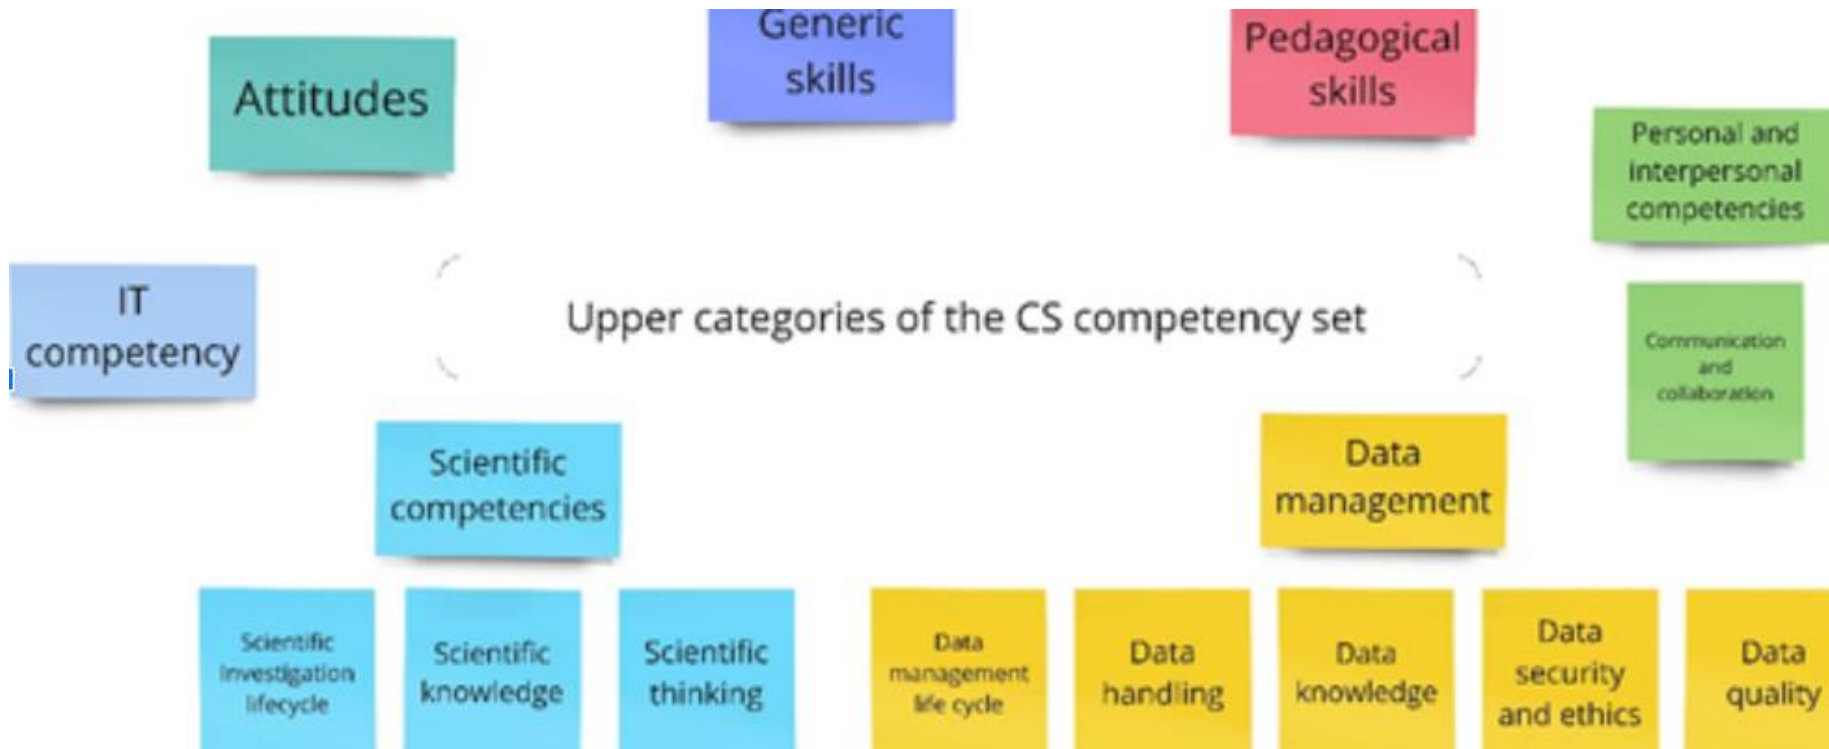 Attitudes
Generic
skills
Pedagogical
skills
Personal and
interpersonal
competencies
IT
competency
Upper categories of the CS competency set
Communication
and
collaboration
Scientific
competencies
Data
management
Scientific
investigation
lifecycle
Scientific
knowledge
Scientific
thinking
Data
management
life cycle
Data
handling
Data
knowledge
Data
security
and ethics
Data
quality